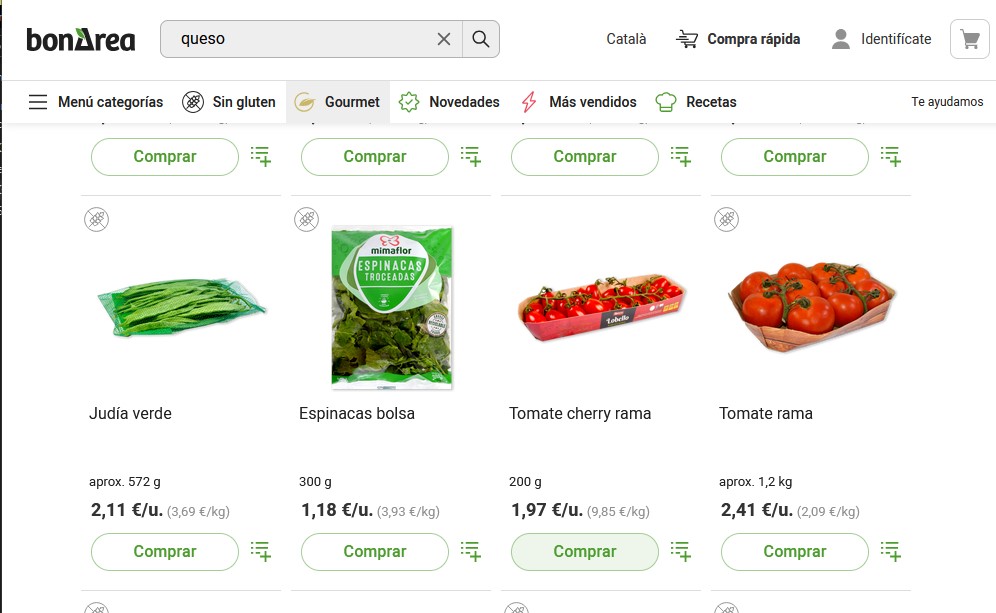 bonÀrea
queso
Català
Compra rápida
Identifícate
Menú categorías
Sin gluten
Gourmet
Novedades
Más vendidos
Recetas
Te ayudamos
Comprar
Comprar
Comprar
Comprar
mimaflor
ESPINACAS
TROCEADAS
Lobello
Judía verde
Espinacas bolsa
Tomate cherry rama
Tomate rama
aprox. 572 g
300 g
200 g
aprox. 1,2 kg
2,11 €/u. (3,69 €/kg)
1,18 €/u. (3,93 €/kg)
1,97 €/u. (9,85 €/kg)
2,41 €/u. (2,09 €/kg)
Comprar
Comprar
Comprar
Comprar